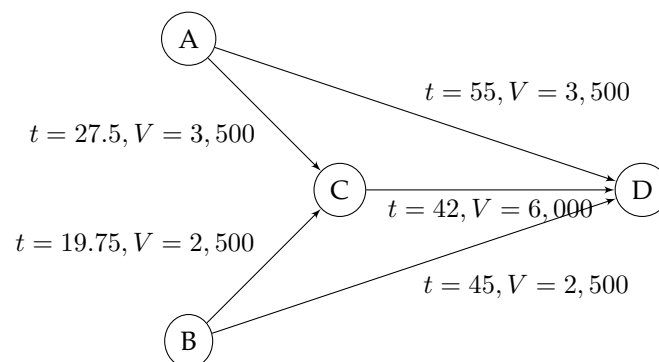 A
t = 55, V = 3, 500
t = 27.5, V = 3, 500
C
D
t = 42, V = 6, 000
t = 19.75, V = 2, 500
t = 45, V = 2, 500
B